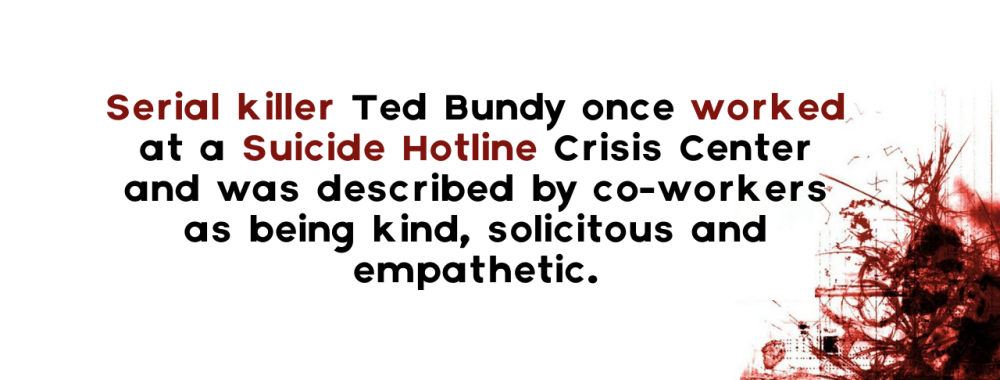 Serial killer Ted Bundy once worked
at a Suicide Hotline Crisis Center
and was described by co-workers
as being kind, solicitous and
empathetic.